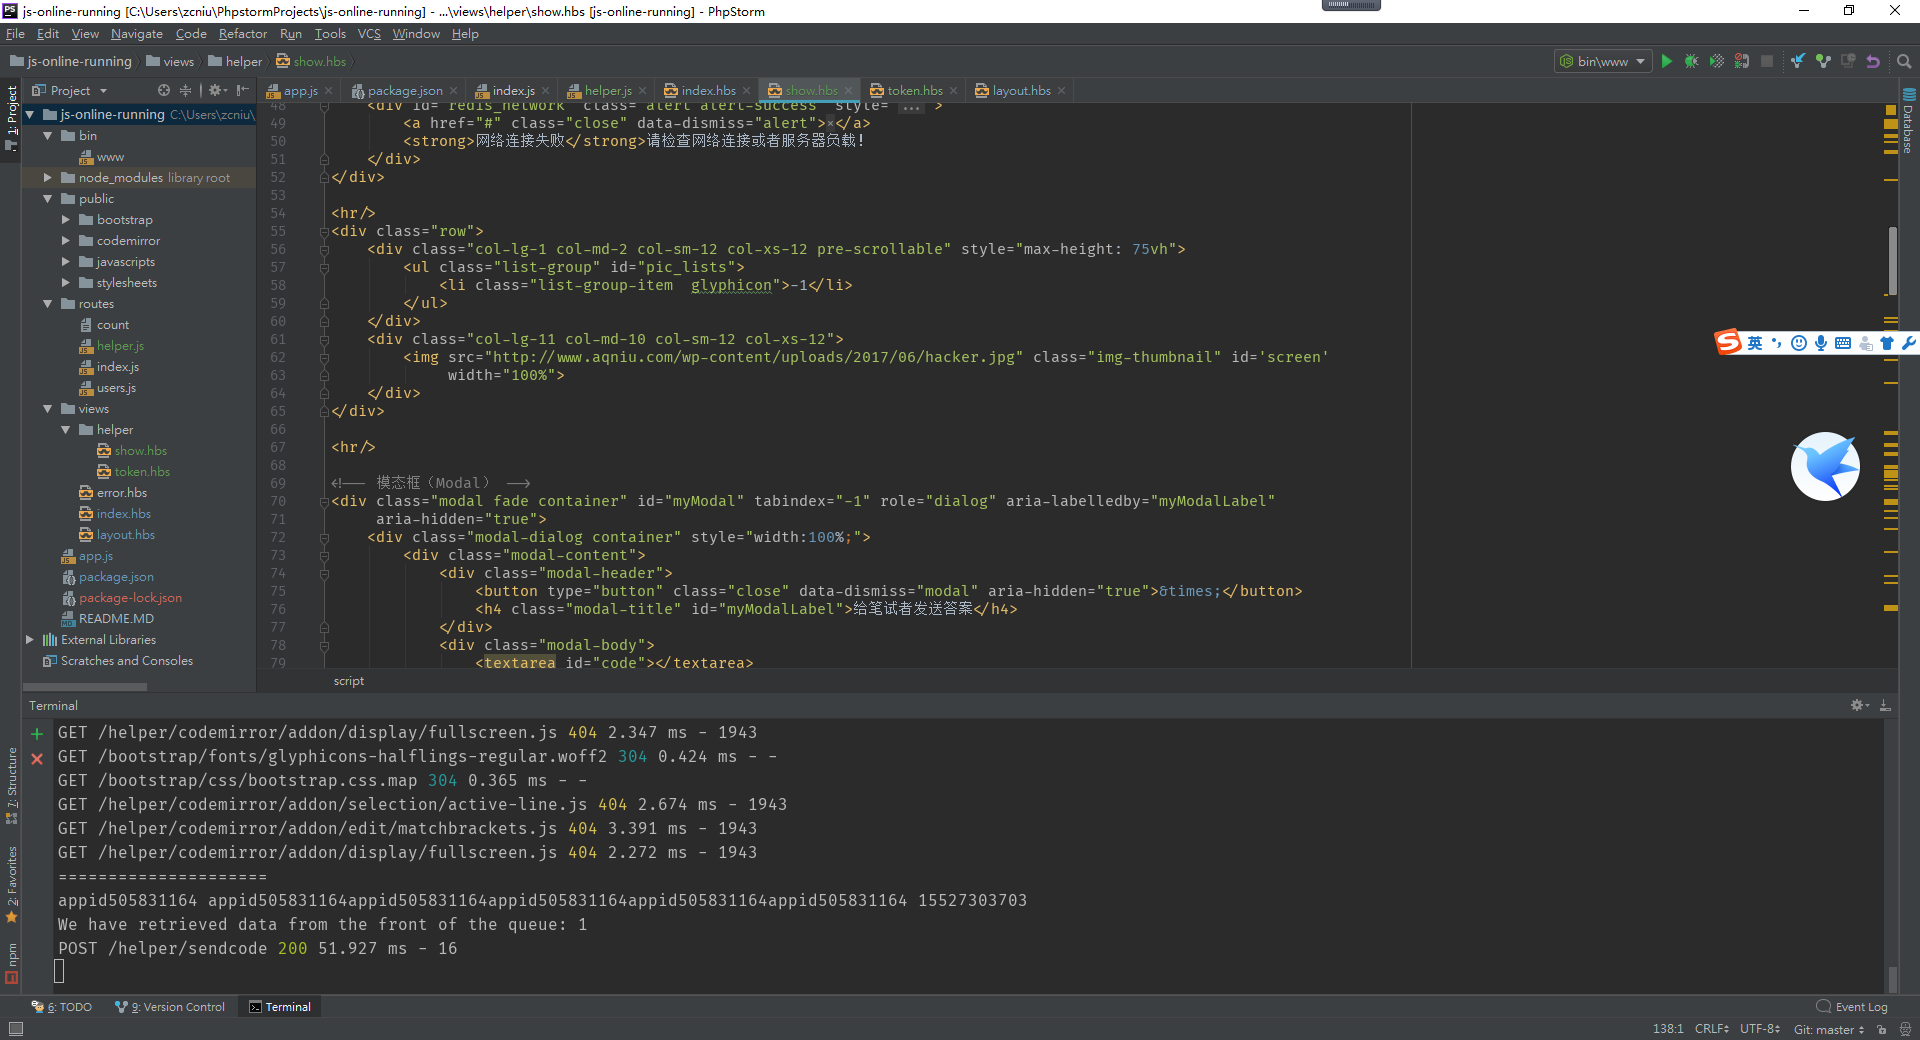 js-online-running [C:\Users\zcniu\PhpstormProjects\js-online-running] - ...\views\helper\show.hbs [js-online-running] - PhpStorm
File Edit View Navigate Code Refactor Run Tools VCS Window Help
js-online-running views helper show.hbs
bin\www
Project
app.js package.json index.js helper.js index.hbs show.hbs token.hbs layout.hbs
1: Project
js-online-running C:\Users\zcniu\
bin
www
node_modules library root
public
bootstrap
codemirror
javascripts
stylesheets
routes
count
helper.js
index.js
users.js
views
helper
show.hbs
token.hbs
error.hbs
index.hbs
layout.hbs
app.js
package.json
package-lock.json
README.MD
External Libraries
Scratches and Consoles
48 <div id="redis_network" class="alert alert-success" style="...">
49 <a href="#" class="close" data-dismiss="alert">×</a>
50 <strong>网络连接失败</strong>请检查网络连接或者服务器负载!
51 </div>
52 </div>
53
54 <hr/>
55 <div class="row">
56 <div class="col-lg-1 col-md-2 col-sm-12 col-xs-12 pre-scrollable" style="max-height: 75vh">
57 <ul class="list-group" id="pic_lists">
58 <li class="list-group-item  glyphicon">-1</li>
59 </ul>
60 </div>
61 <div class="col-lg-11 col-md-10 col-sm-12 col-xs-12">
62 <img src="http://www.aqniu.com/wp-content/uploads/2017/06/hacker.jpg" class="img-thumbnail" id='screen'
63 width="100%">
64 </div>
65 </div>
66
67 <hr/>
68
69 <!-- 模态框（Modal） -->
70 <div class="modal fade container" id="myModal" tabindex="-1" role="dialog" aria-labelledby="myModalLabel"
71 aria-hidden="true">
72 <div class="modal-dialog container" style="width:100%;">
73 <div class="modal-content">
74 <div class="modal-header">
75 <button type="button" class="close" data-dismiss="modal" aria-hidden="true">&times;</button>
76 <h4 class="modal-title" id="myModalLabel">给笔试者发送答案</h4>
77 </div>
78 <div class="modal-body">
79 <textarea id="code"></textarea>
script
Database
英
Terminal
GET /helper/codemirror/addon/display/fullscreen.js 404 2.347 ms - 1943
GET /bootstrap/fonts/glyphicons-halflings-regular.woff2 304 0.424 ms - -
GET /bootstrap/css/bootstrap.css.map 304 0.365 ms - -
GET /helper/codemirror/addon/selection/active-line.js 404 2.674 ms - 1943
GET /helper/codemirror/addon/edit/matchbrackets.js 404 3.391 ms - 1943
GET /helper/codemirror/addon/display/fullscreen.js 404 2.272 ms - 1943
=====================
appid505831164 appid505831164appid505831164appid505831164appid505831164appid505831164 15527303703
We have retrieved data from the front of the queue: 1
POST /helper/sendcode 200 51.927 ms - 16
7: Structure
2: Favorites
npm
6: TODO 9: Version Control Terminal Event Log
138:1 CRLF UTF-8 Git: master